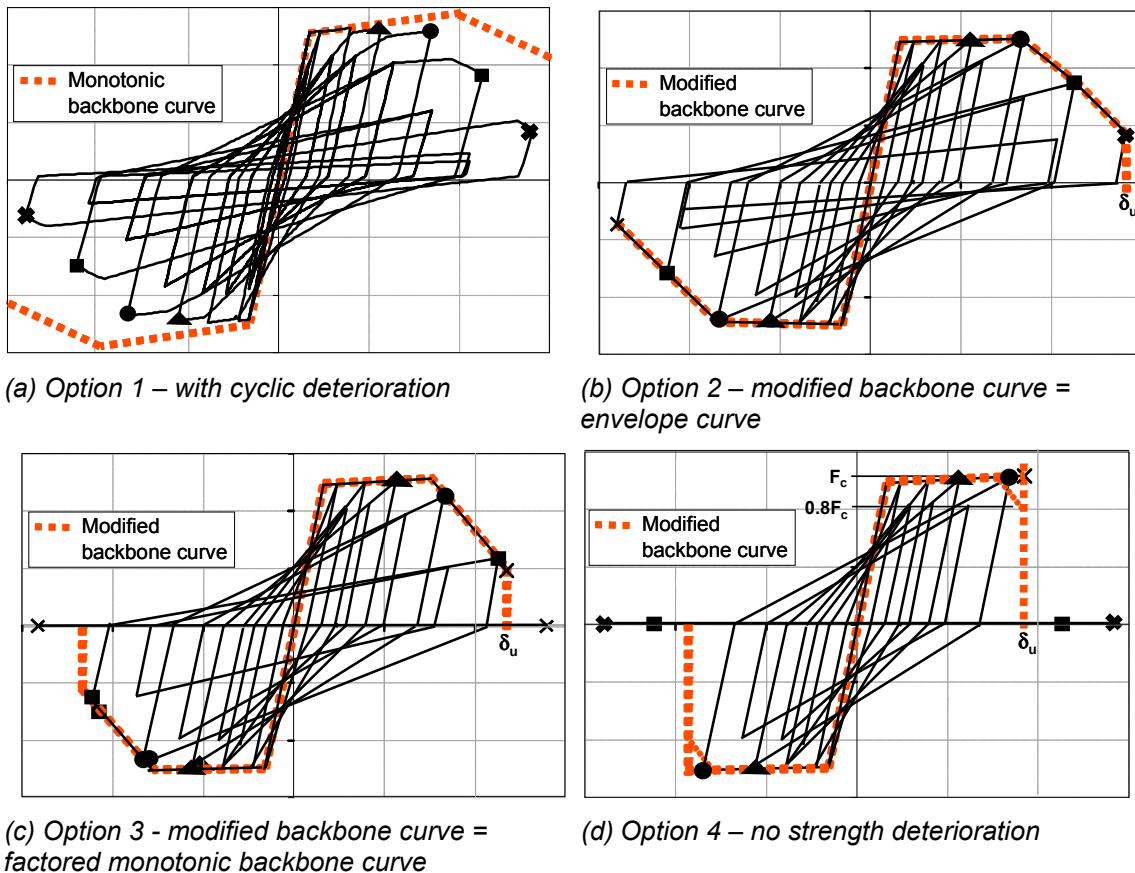 Monotonic
backbone curve
(a) Option 1 – with cyclic deterioration
Modified
backbone curve
δu
(b) Option 2 – modified backbone curve =
envelope curve
Modified
backbone curve
δu
(c) Option 3 - modified backbone curve =
factored monotonic backbone curve
Fc
0.8Fc
Modified
backbone curve
δu
(d) Option 4 – no strength deterioration